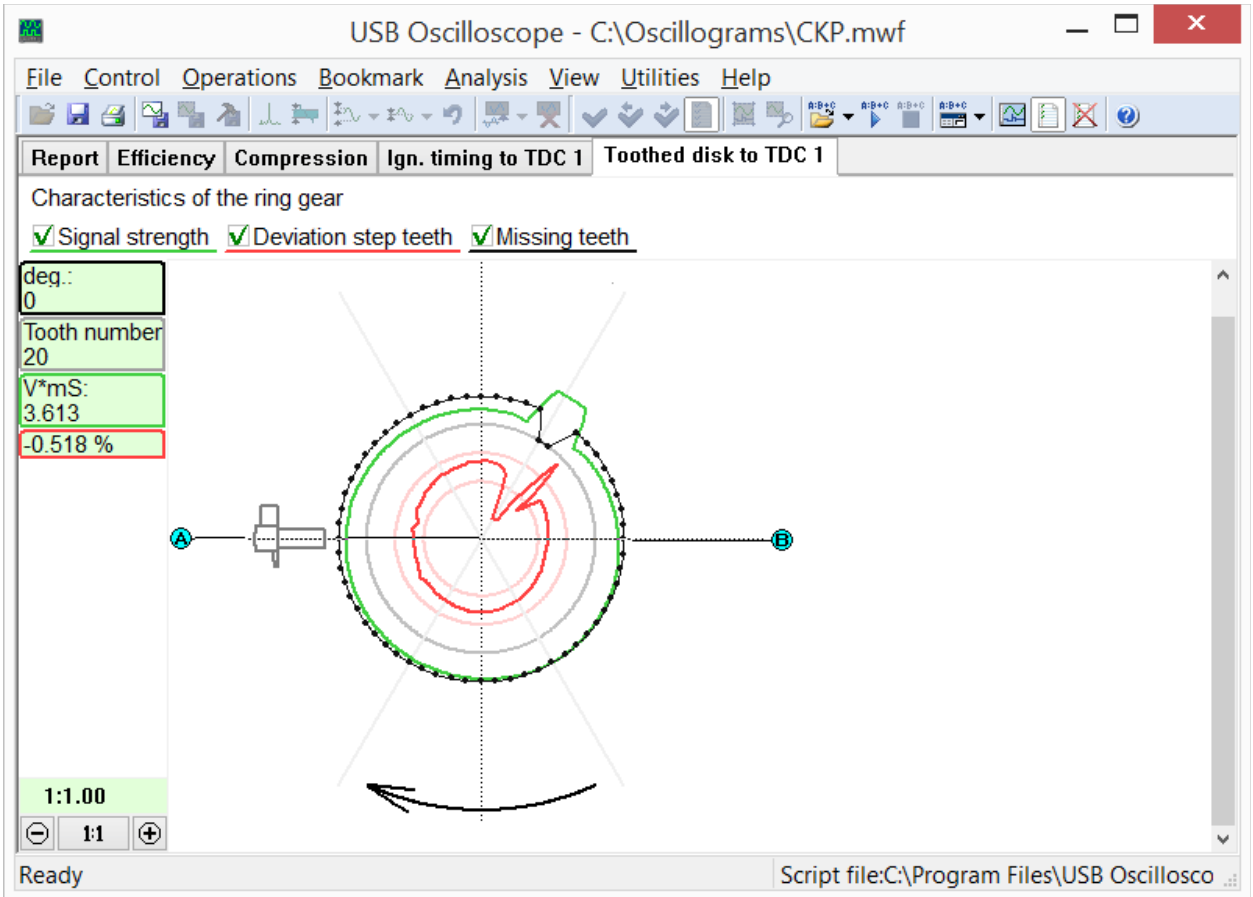 USB Oscilloscope - C:\Oscillograms\CKP.mwf
File Control Operations Bookmark Analysis View Utilities Help
A:B+C A:B+C A:B+C A:B+C
Report Efficiency Compression Ign. timing to TDC 1 Toothed disk to TDC 1
Characteristics of the ring gear
Signal strength Deviation step teeth Missing teeth
deg.:
0
Tooth number
20
V*mS:
3.613
-0.518 %
A B
1:1.00
1:1
Ready Script file:C:\Program Files\USB Oscillosco